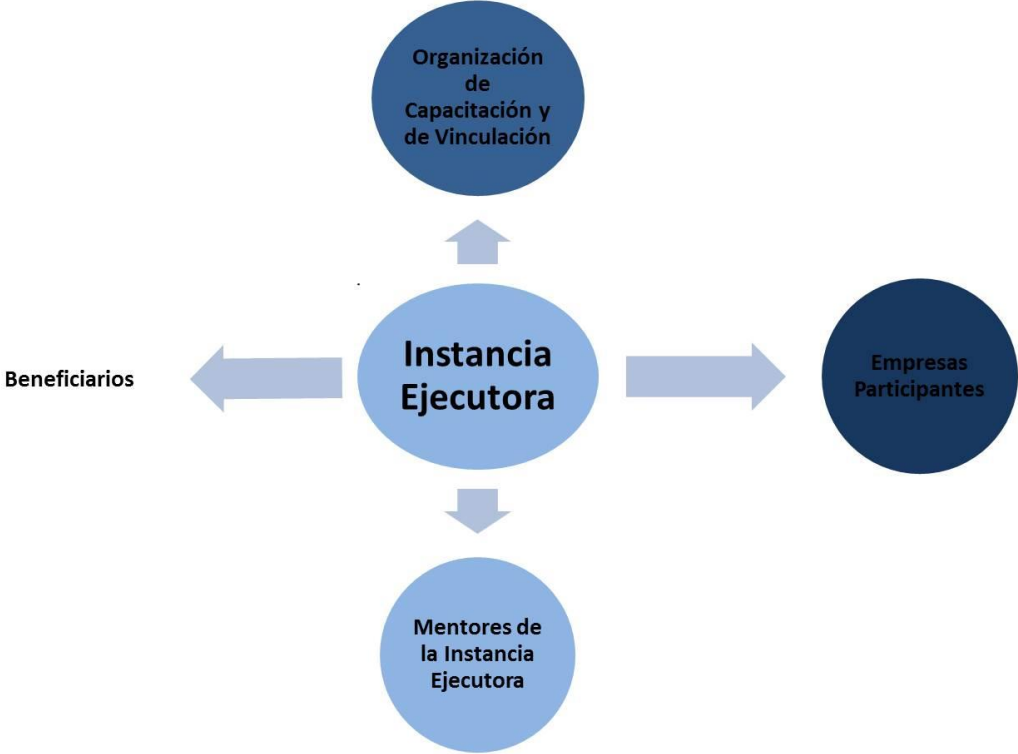 Organización
de
Capacitación y
de Vinculación
Instancia
Ejecutora
Beneficiarios
Empresas
Participantes
Mentores de
la Instancia
Ejecutora